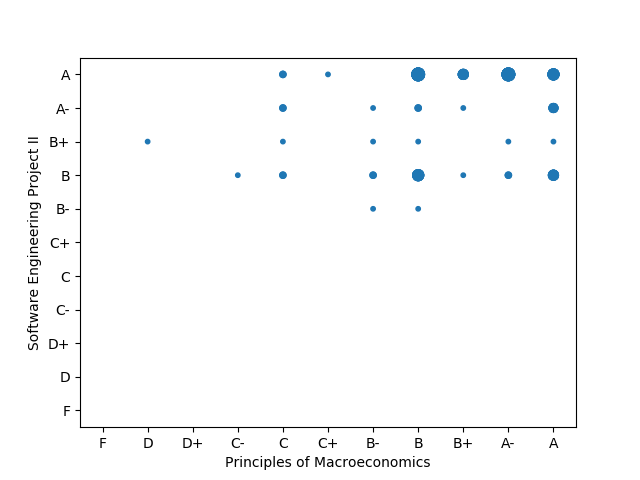 Software Engineering Project II
A
A-
B+
B
B-
C+
C
C-
D+
D
F
F D D+ C- C C+ B- B B+ A- A
Principles of Macroeconomics